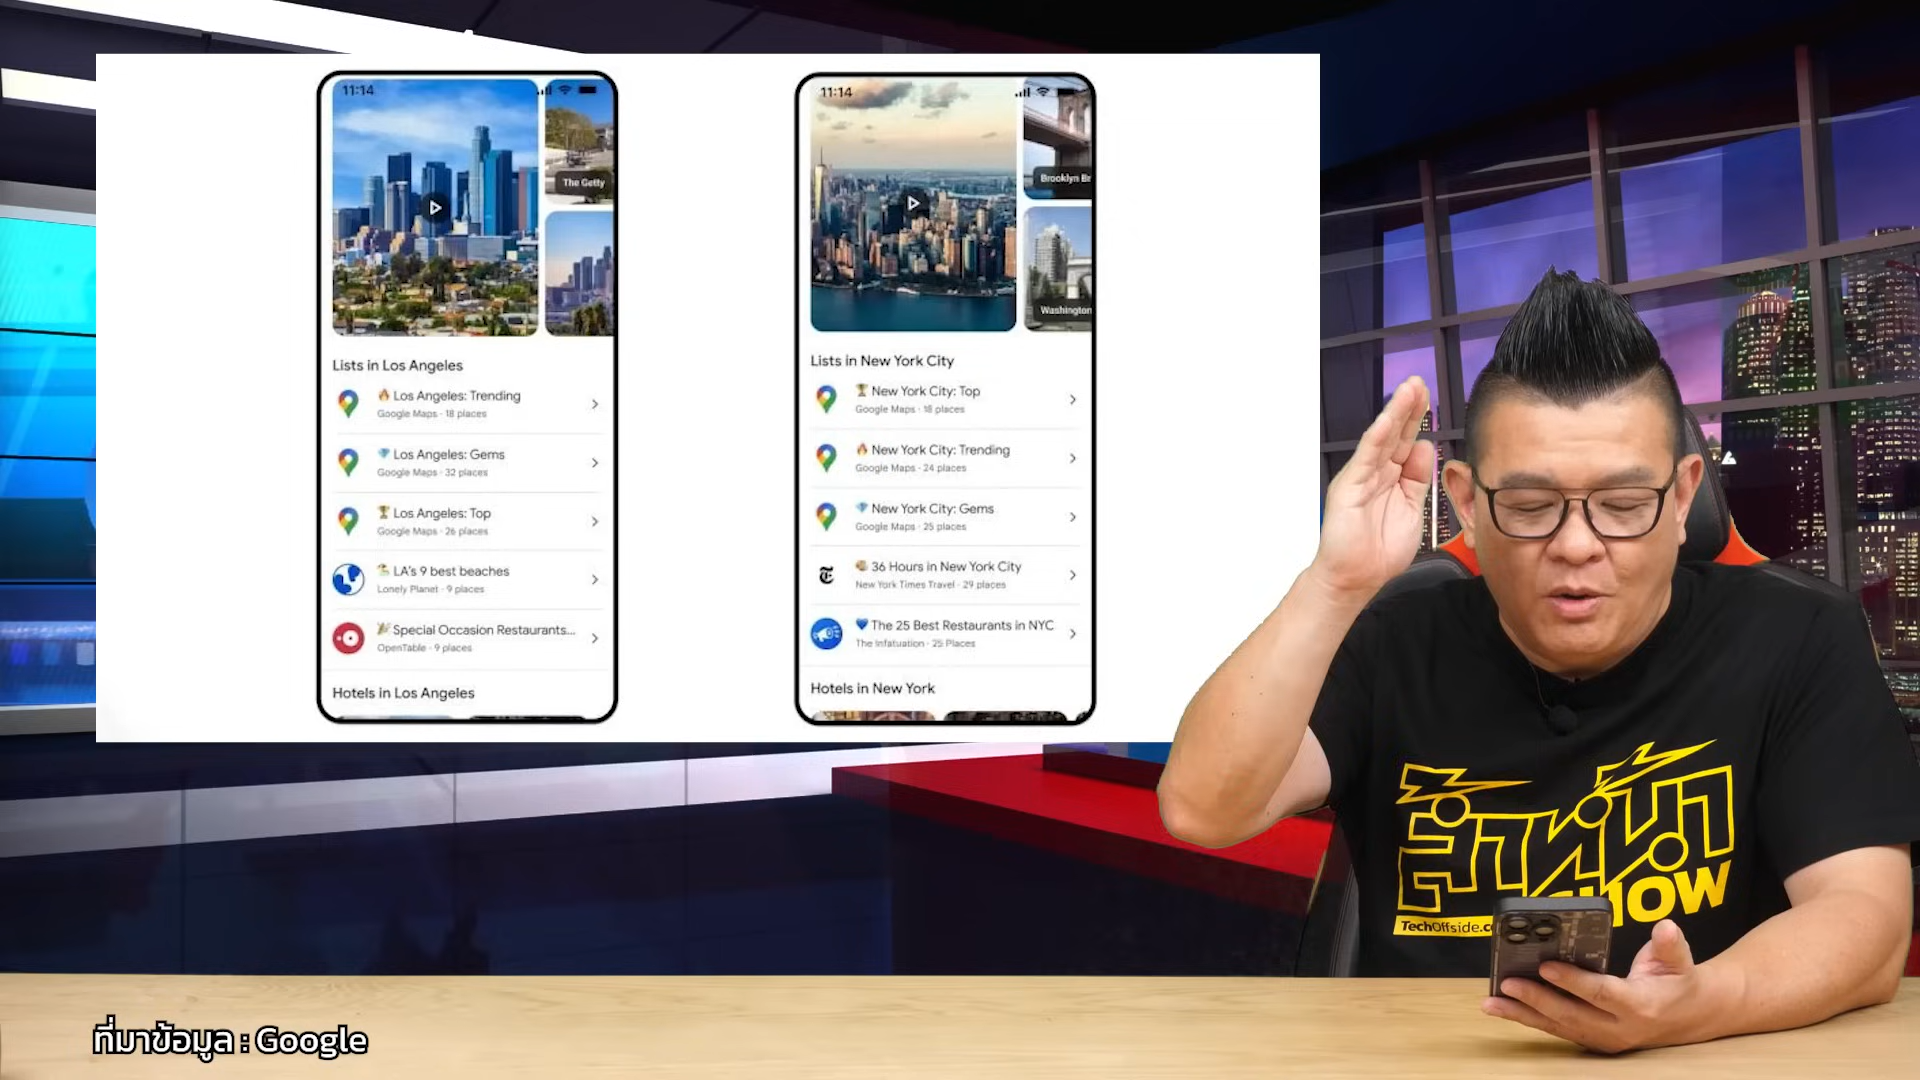 11:14
The Getty
Lists in Los Angeles
Los Angeles: Trending
Google Maps · 18 places
Los Angeles: Gems
Google Maps · 32 places
Los Angeles: Top
Google Maps · 26 places
LA's 9 best beaches
Lonely Planet · 9 places
Special Occasion Restaurants...
OpenTable · 9 places
Hotels in Los Angeles
11:14
Brooklyn Br
Washington
Lists in New York City
New York City: Top
Google Maps · 18 places
New York City: Trending
Google Maps · 24 places
New York City: Gems
Google Maps · 25 places
36 Hours in New York City
New York Times Travel · 29 places
The 25 Best Restaurants in NYC
The Infatuation · 25 Places
Hotels in New York
ล้ำหน้า
HOW
TechOffside.c
ที่มาข้อมูล : Google